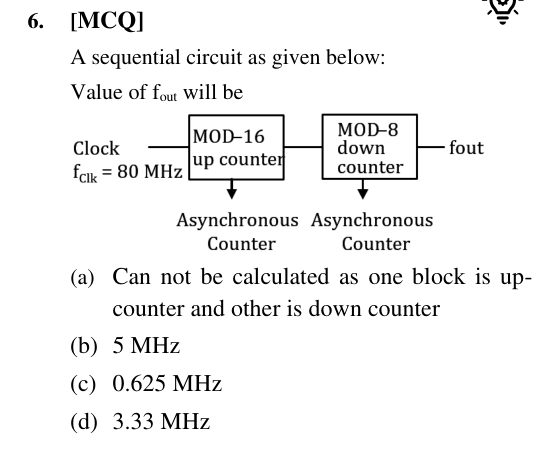 6. [MCQ]
A sequential circuit as given below:
Value of fout will be
MOD–16
up counter
MOD–8
down
counter
Clock
fClk = 80 MHz
fout
Asynchronous
Counter
Asynchronous
Counter
(a) Can not be calculated as one block is up-
counter and other is down counter
(b) 5 MHz
(c) 0.625 MHz
(d) 3.33 MHz